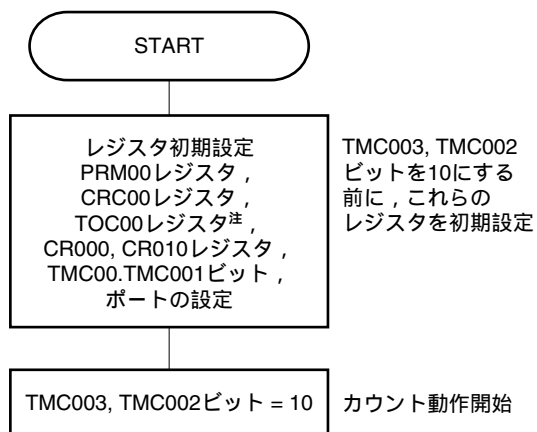 START
レジスタ初期設定
PRM00レジスタ，
CRC00レジスタ，
TOC00レジスタ注，
CR000, CR010レジスタ，
TMC00.TMC001ビット，
ポートの設定
TMC003, TMC002
ビットを10にする
前に，これらの
レジスタを初期設定
TMC003, TMC002ビット = 10
カウント動作開始